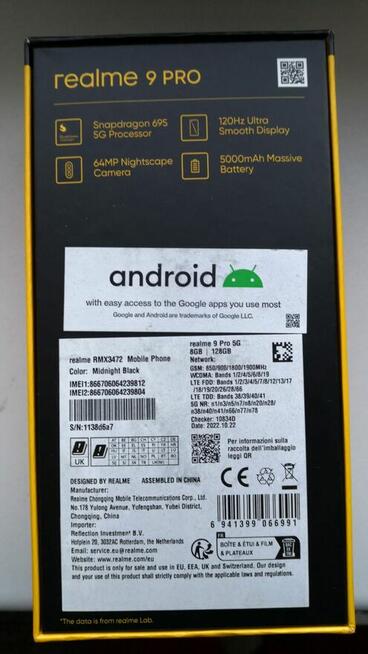 realme 9 PRO
Snapdragon 695
5G Processor
120Hz Ultra
Smooth Display
64MP Nightscape
Camera
5000mAh Massive
Battery
android
with easy access to the Google apps you use most
Google and Android are trademarks of Google LLC.
realme RMX3472 Mobile Phone
Color: Midnight Black
IMEI1:866706064239812
IMEI2:866706064239804
S/N:1138d6a7
realme 9 Pro 5G
8GB | 128GB
Network:
GSM: 850/900/1800/1900MHz
WCDMA: Bands 1/2/4/5/6/8/19
LTE FDD: Bands 1/2/3/4/5/7/8/12/13/17
/18/19/20/26/28/66
LTE TDD: Bands 38/39/40/41
5G NR: n1/n3/n5/n7/n8/n20/n28/
n38/n40/n41/n66/n77/n78
Checker: 10834D
Date: 2022.10.22
UK
Per informazioni sulla
raccolta dell'imballaggio
leggi QR
DESIGNED BY REALME ASSEMBLED IN CHINA
Manufacturer:
Realme Chongqing Mobile Telecommunications Corp., Ltd.
No.178 Yulong Avenue, Yufengshan, Yubei District,
Chongqing, China
Importer:
Reflection Investment B.V.
Hofplein 20, 3032AC Rotterdam, the Netherlands
Email: service.eu@realme.com
Website: www.realme.com/eu
CE
6 941399 066991
FR
BOÎTE & ÉTUI & FILM
& PLATEAUX
This product is only for sale and use in EU, EEA, UK and Switzerland. Our design
and your use of this product shall strictly comply with the applicable laws and regulations.
*The data is from realme Lab.